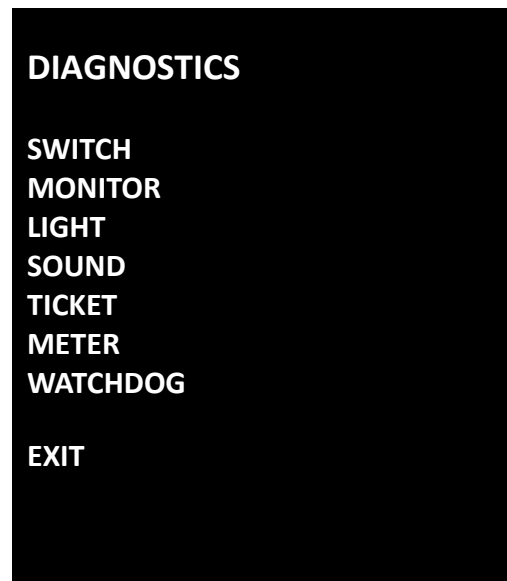 DIAGNOSTICS
SWITCH
MONITOR
LIGHT
SOUND
TICKET
METER
WATCHDOG
EXIT